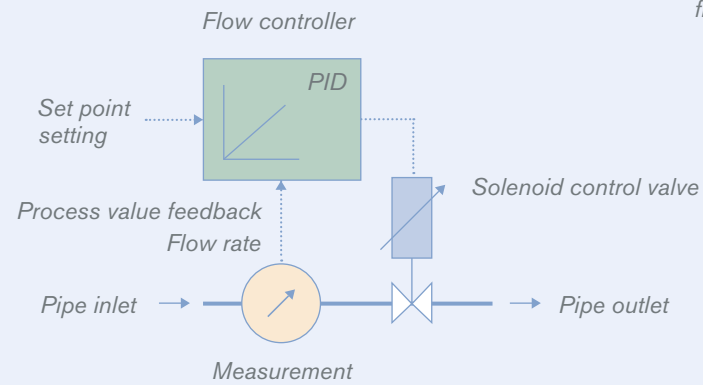 Flow controller
PID
Set point
setting
Solenoid control valve
Process value feedback
Flow rate
Pipe inlet
Pipe outlet
Measurement